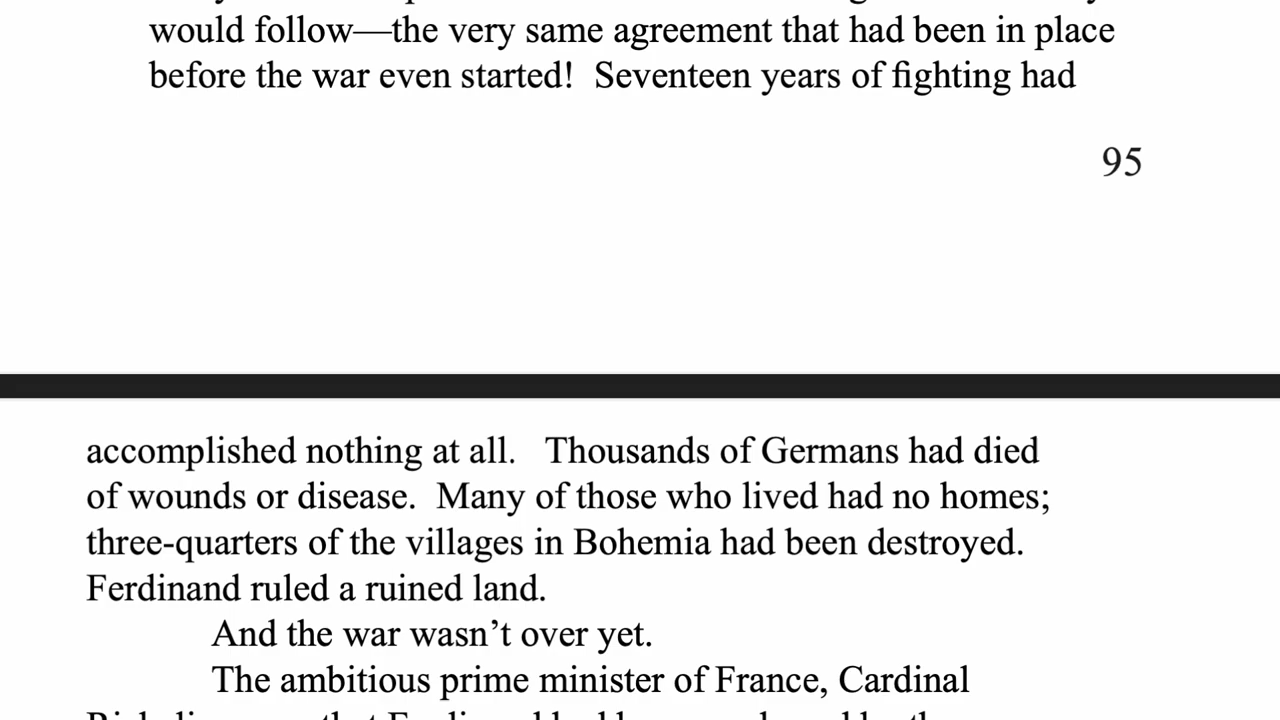 would follow—the very same agreement that had been in place
before the war even started!  Seventeen years of fighting had
95
accomplished nothing at all.   Thousands of Germans had died
of wounds or disease.  Many of those who lived had no homes;
three-quarters of the villages in Bohemia had been destroyed.
Ferdinand ruled a ruined land.
And the war wasn’t over yet.
The ambitious prime minister of France, Cardinal